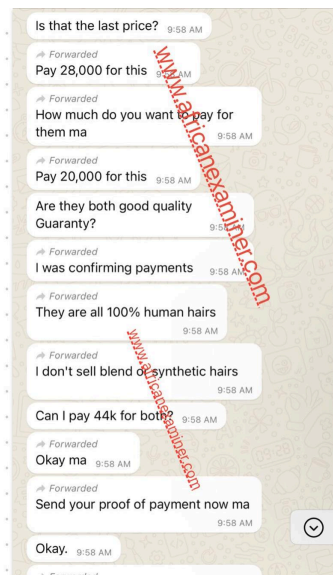 Is that the last price? 9:58 AM
Forwarded
Pay 28,000 for this 9:58 AM
Forwarded
How much do you want to pay for
them ma
9:58 AM
Forwarded
Pay 20,000 for this 9:58 AM
Are they both good quality
Guaranty? 9:58 AM
Forwarded
I was confirming payments 9:58 AM
Forwarded
They are all 100% human hairs
9:58 AM
Forwarded
I don't sell blend or synthetic hairs
9:58 AM
Can I pay 44k for both? 9:58 AM
Forwarded
Okay ma 9:58 AM
Forwarded
Send your proof of payment now ma
9:58 AM
Okay. 9:58 AM
www.africanexaminer.com
www.africanexaminer.com